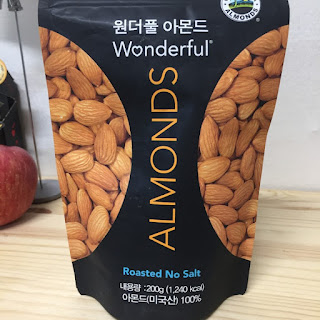 ALMONDS
원더풀 아몬드
Wonderful®
ALMONDS
Roasted No Salt
내용량 : 200g (1,240 kcal)
아몬드(미국산) 100%